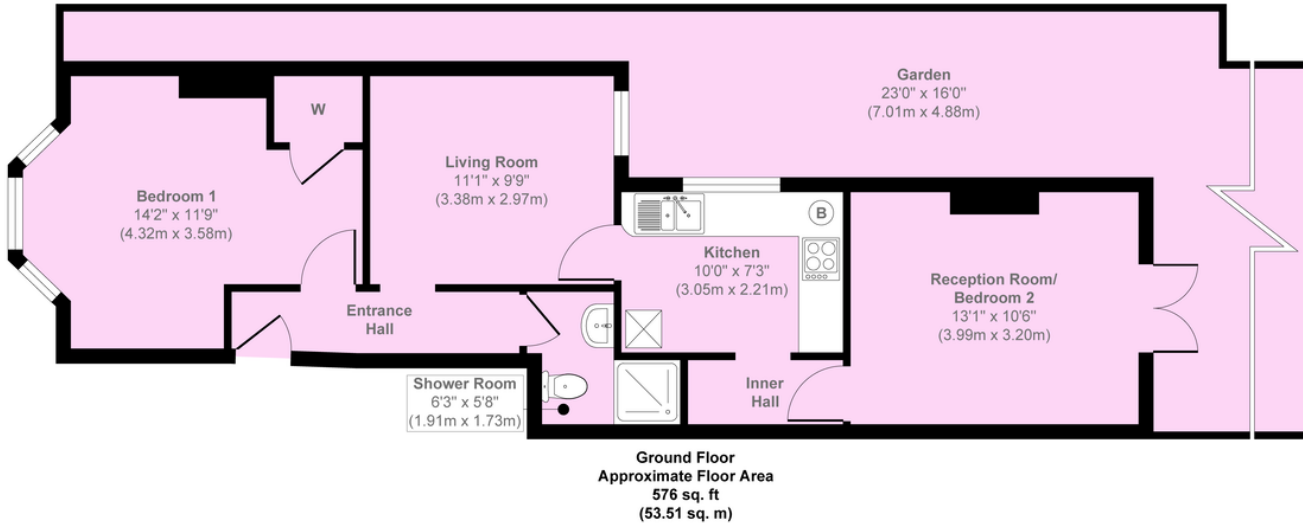 Garden
23'0" x 16'0"
(7.01m x 4.88m)
W
Living Room
11'1" x 9'9"
(3.38m x 2.97m)
Bedroom 1
14'2" x 11'9"
(4.32m x 3.58m)
B
Kitchen
10'0" x 7'3"
(3.05m x 2.21m)
Reception Room/
Bedroom 2
13'1" x 10'6"
(3.99m x 3.20m)
Entrance
Hall
Shower Room
6'3" x 5'8"
(1.91m x 1.73m)
Inner
Hall
Ground Floor
Approximate Floor Area
576 sq. ft
(53.51 sq. m)